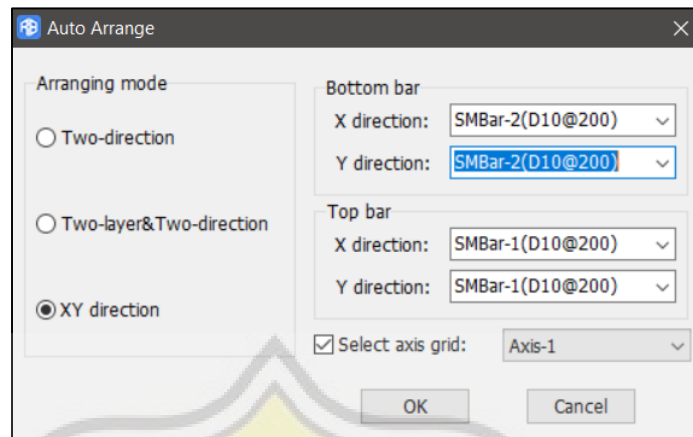 Auto Arrange
Arranging mode
Two-direction
Two-layer&Two-direction
XY direction
Bottom bar
X direction: SMBar-2(D10@200)
Y direction: SMBar-2(D10@200)
Top bar
X direction: SMBar-1(D10@200)
Y direction: SMBar-1(D10@200)
Select axis grid: Axis-1
OK Cancel